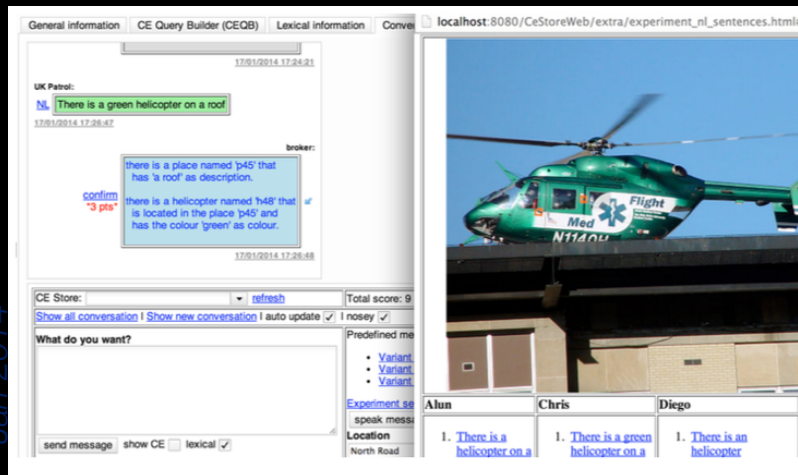 General information
CE Query Builder (CEQB)
Lexical information
Conve
17/01/2014 17:24:21
UK Patrol:
NL There is a green helicopter on a roof
17/01/2014 17:26:47
broker:
there is a place named 'p45' that
has 'a roof' as description.
there is a helicopter named 'h48' that
is located in the place 'p45' and
has the colour 'green' as colour.
confirm
*3 pts*
17/01/2014 17:26:48
CE Store:
refresh
Total score: 9
Show all conversation | Show new conversation | auto update
| nosey
What do you want?
Predefined me
Variant
Variant
Variant
Experiment se
speak messa
Location
North Road
send message
show CE
lexical
localhost:8080/CeStoreWeb/extra/experiment_nl_sentences.html
Flight
Med
N114OH
Alun
Chris
Diego
1. There is a
helicopter on a
1. There is a green
helicopter on a
1. There is an
helicopter
Jan 2014